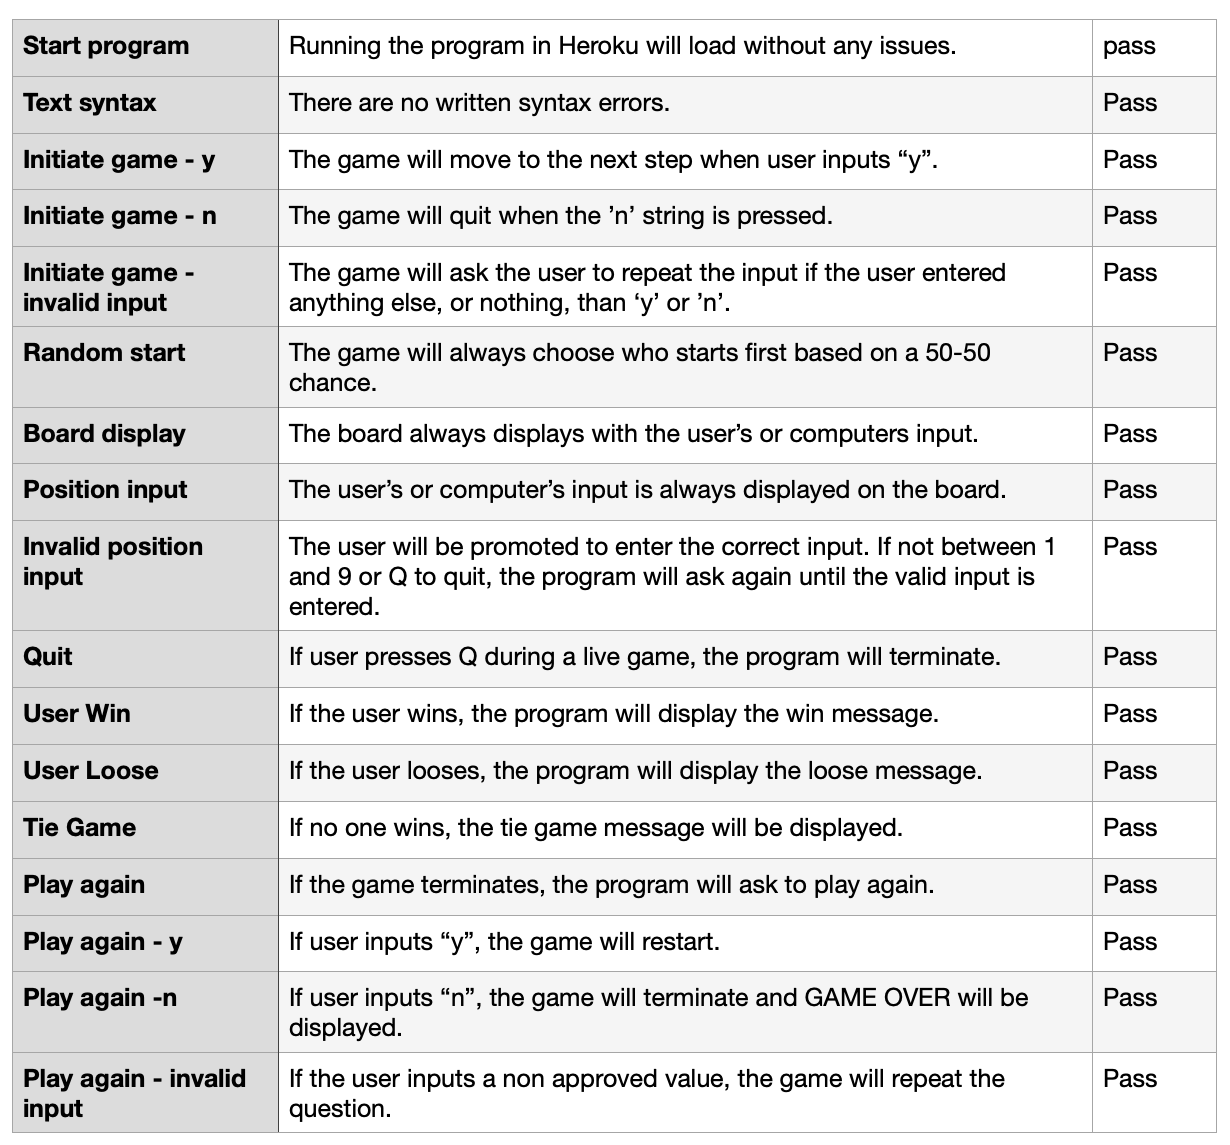 Start program
Running the program in Heroku will load without any issues.
pass
Text syntax
There are no written syntax errors.
Pass
Initiate game - y
The game will move to the next step when user inputs “y”.
Pass
Initiate game - n
The game will quit when the ’n’ string is pressed.
Pass
Initiate game -
invalid input
The game will ask the user to repeat the input if the user entered
anything else, or nothing, than ‘y’ or ’n’.
Pass
Random start
The game will always choose who starts first based on a 50-50
chance.
Pass
Board display
The board always displays with the user’s or computers input.
Pass
Position input
The user’s or computer’s input is always displayed on the board.
Pass
Invalid position
input
The user will be promoted to enter the correct input. If not between 1
and 9 or Q to quit, the program will ask again until the valid input is
entered.
Pass
Quit
If user presses Q during a live game, the program will terminate.
Pass
User Win
If the user wins, the program will display the win message.
Pass
User Loose
If the user looses, the program will display the loose message.
Pass
Tie Game
If no one wins, the tie game message will be displayed.
Pass
Play again
If the game terminates, the program will ask to play again.
Pass
Play again - y
If user inputs “y”, the game will restart.
Pass
Play again -n
If user inputs “n”, the game will terminate and GAME OVER will be
displayed.
Pass
Play again - invalid
input
If the user inputs a non approved value, the game will repeat the
question.
Pass